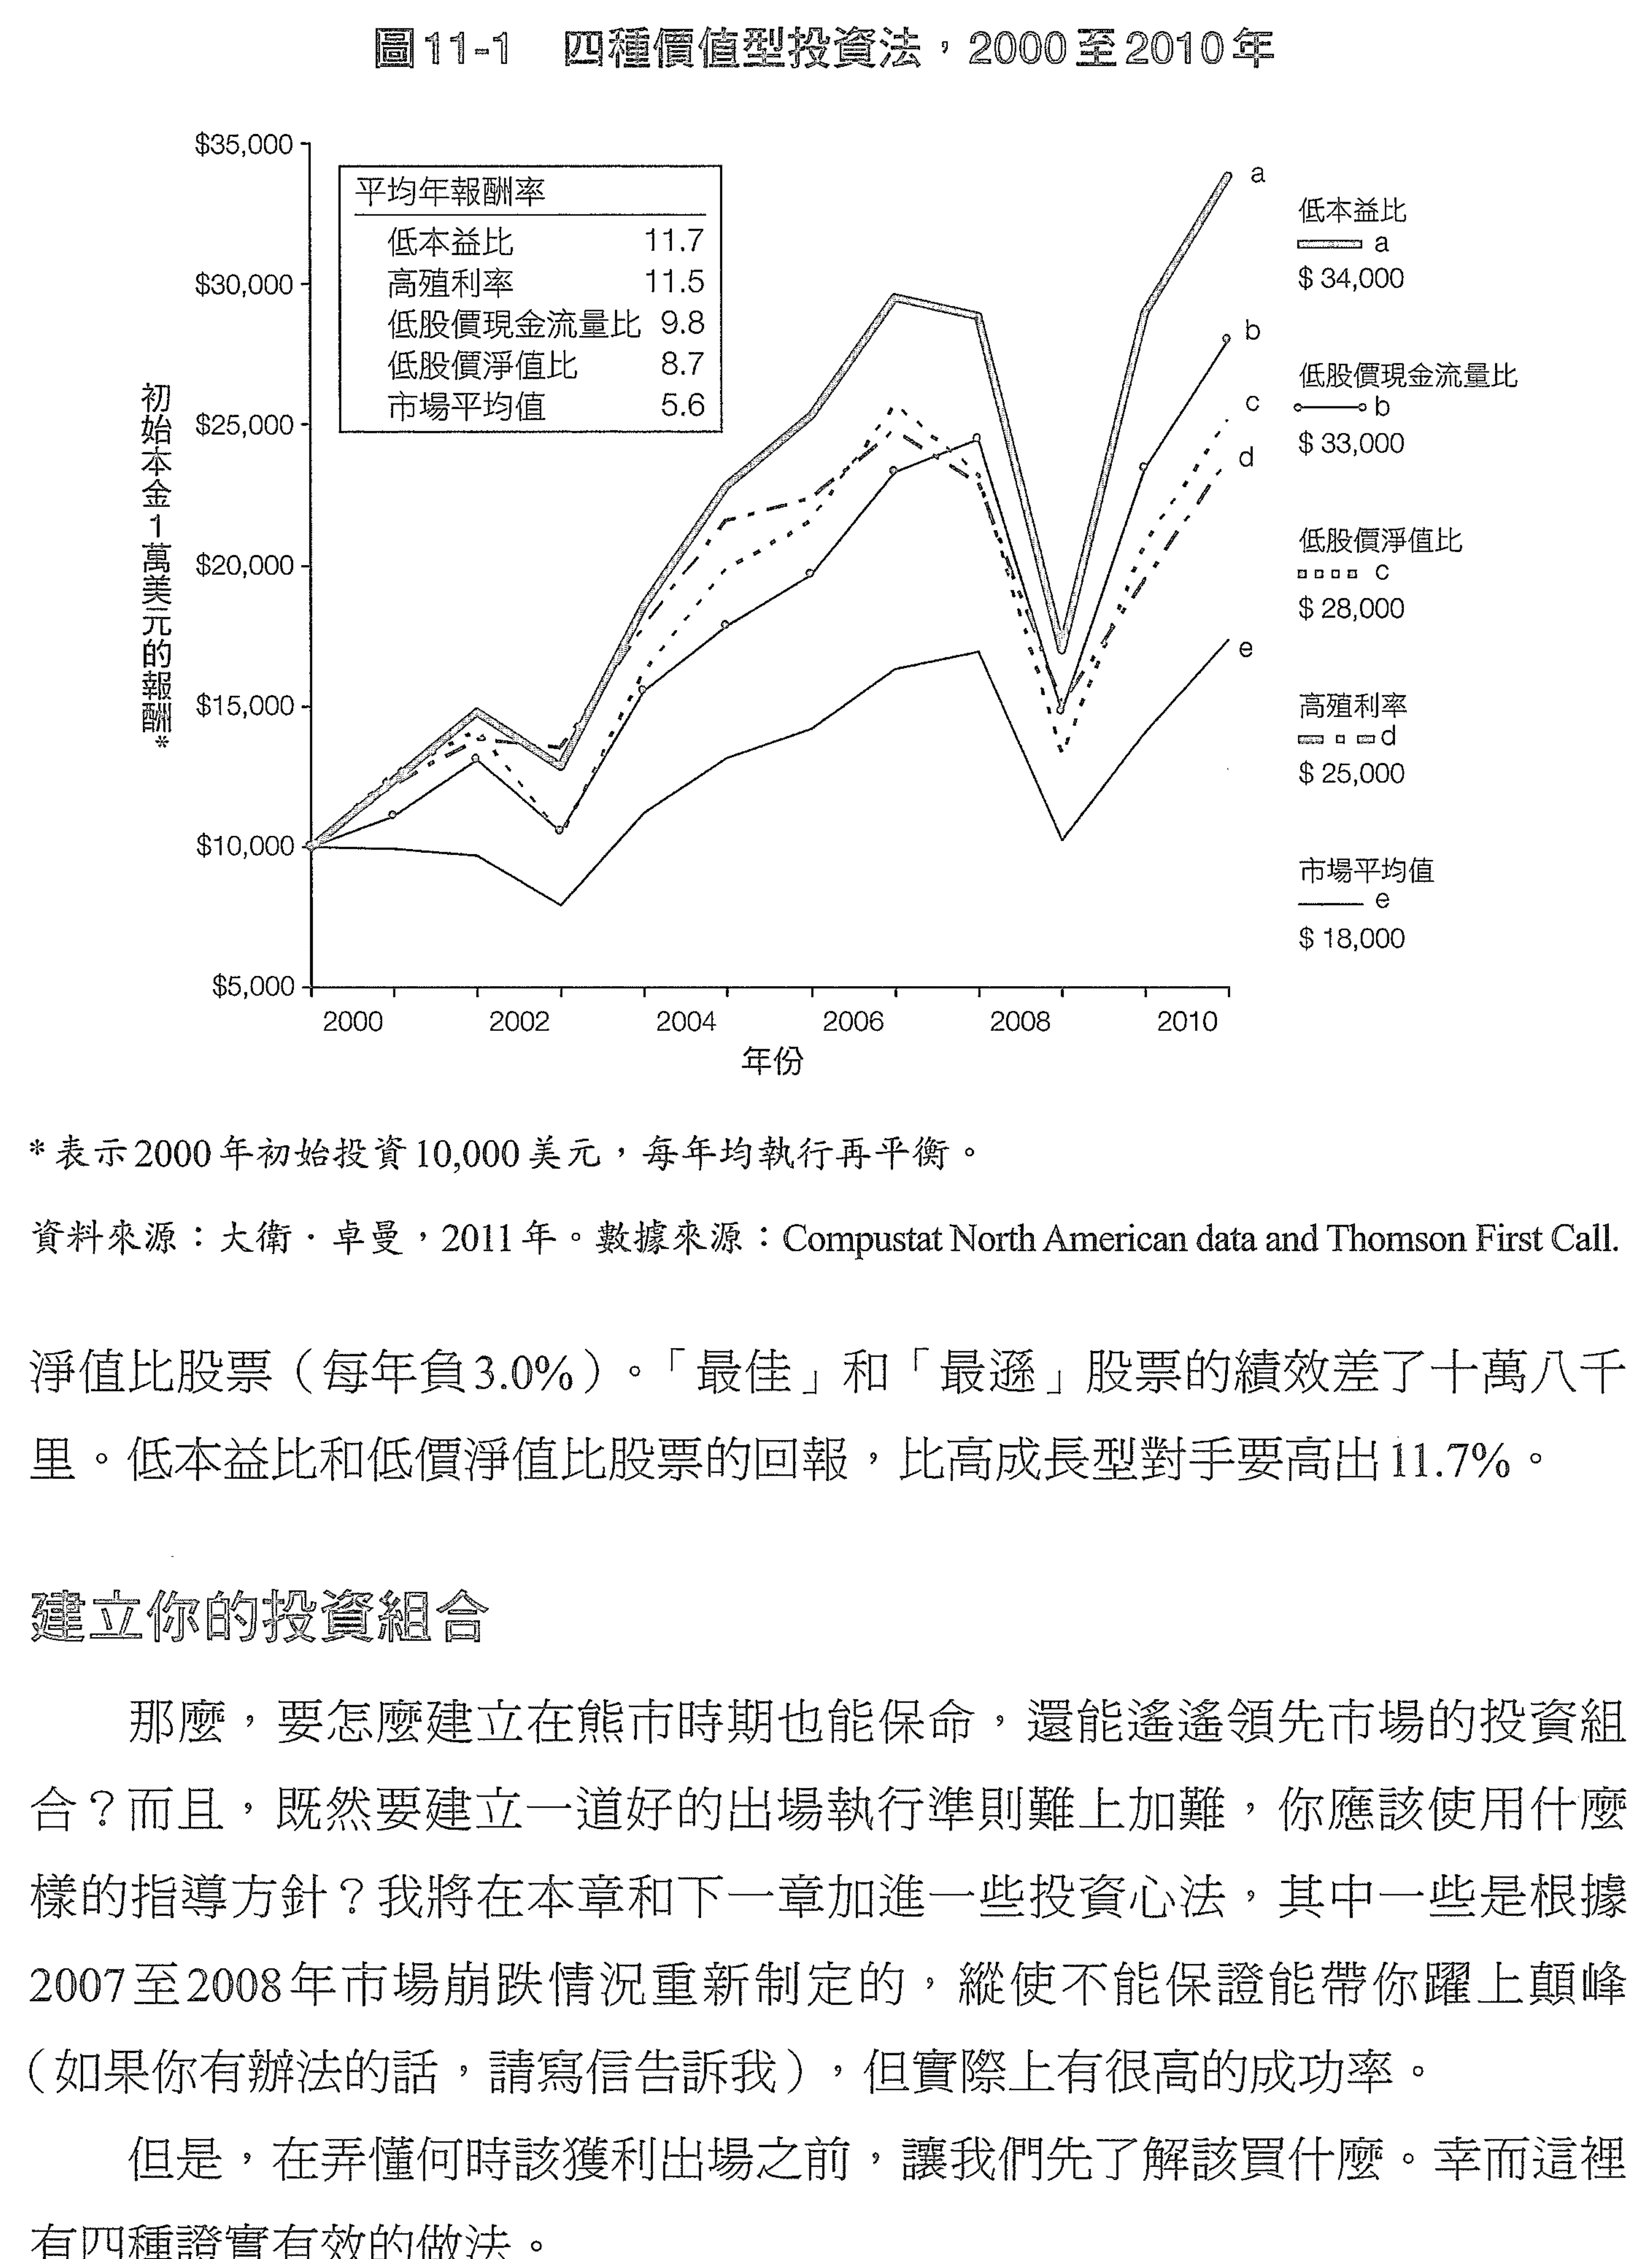 圖11-1 四種價值型投資法，2000至2010年
$35,000
$30,000
$25,000
$20,000
$15,000
$10,000
$5,000
初始本金1萬美元的報酬*
平均年報酬率
低本益比 11.7
高殖利率 11.5
低股價現金流量比 9.8
低股價淨值比 8.7
市場平均值 5.6
a
b
c
d
e
低本益比
a
$ 34,000
低股價現金流量比
b
$ 33,000
低股價淨值比
c
$ 28,000
高殖利率
d
$ 25,000
市場平均值
e
$ 18,000
2000 2002 2004 2006 2008 2010
年份
*表示2000年初始投資10,000美元，每年均執行再平衡。
資料來源：大衛·卓曼，2011年。數據來源：Compustat North American data and Thomson First Call.
淨值比股票（每年負3.0%）。「最佳」和「最遜」股票的績效差了十萬八千
里。低本益比和低價淨值比股票的回報，比高成長型對手要高出11.7%。
建立你的投資組合
那麼，要怎麼建立在熊市時期也能保命，還能遙遙領先市場的投資組
合？而且，既然要建立一道好的出場執行準則難上加難，你應該使用什麼
樣的指導方針？我將在本章和下一章加進一些投資心法，其中一些是根據
2007至2008年市場崩跌情況重新制定的，縱使不能保證能帶你躍上顛峰
（如果你有辦法的話，請寫信告訴我），但實際上有很高的成功率。
但是，在弄懂何時該獲利出場之前，讓我們先了解該買什麼。幸而這裡
有四種證實有效的做法。